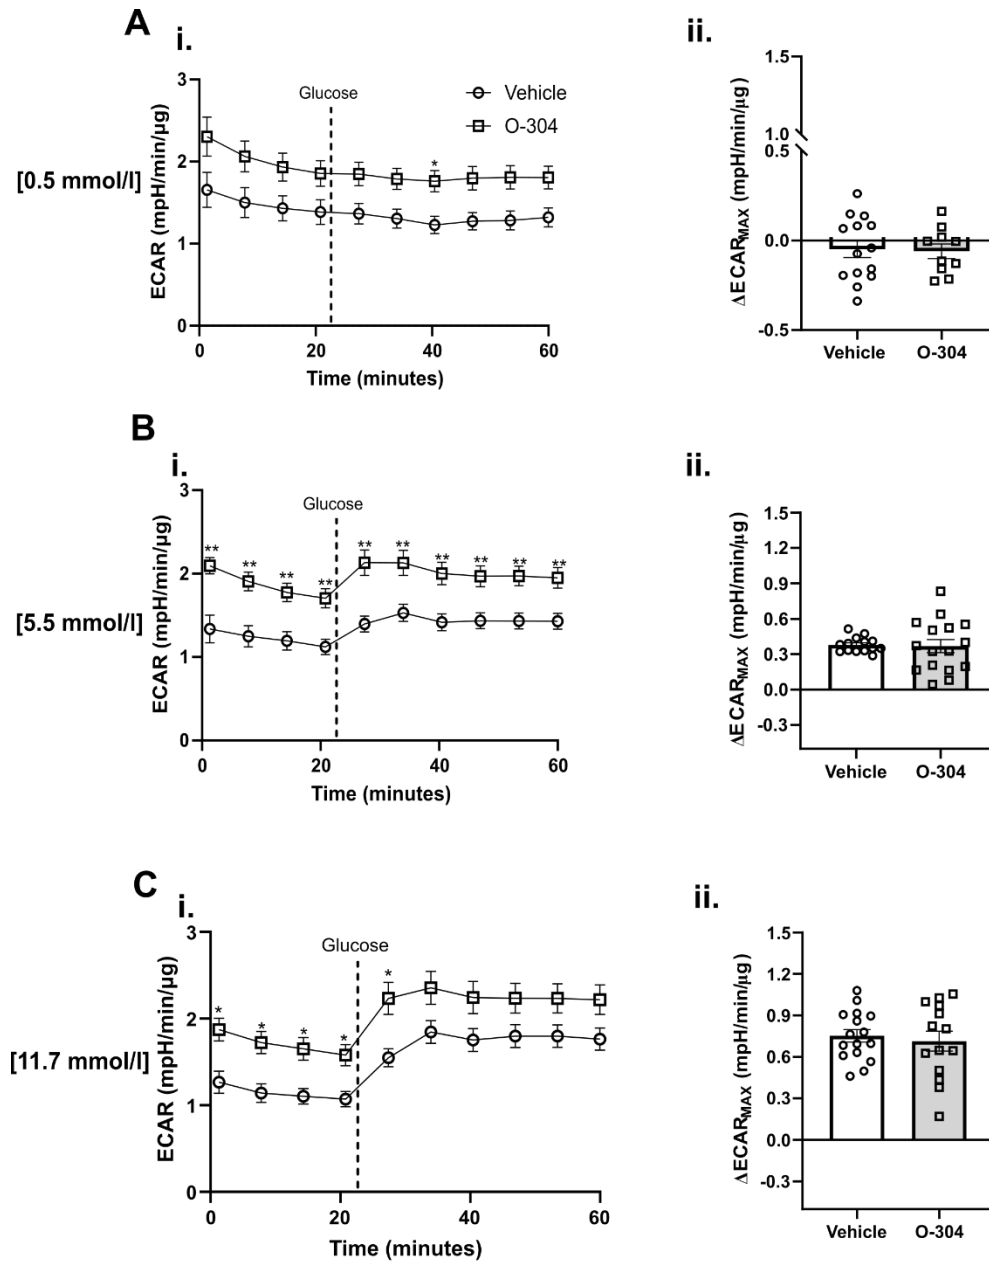 A
i.
ii.
[0.5 mmol/l]
ECAR (mpH/min/µg)
3
2
1
0
Glucose
Vehicle
O-304
*
0 20 40 60
Time (minutes)
ΔECARMAX (mpH/min/µg)
1.5
1.0
0.5
0.0
-0.5
Vehicle O-304
B
i.
ii.
[5.5 mmol/l]
ECAR (mpH/min/µg)
3
2
1
0
Glucose
** ** ** ** ** ** ** ** ** **
0 20 40 60
Time (minutes)
ΔECARMAX (mpH/min/µg)
1.5
1.2
0.9
0.6
0.3
0.0
-0.3
Vehicle O-304
C
i.
ii.
[11.7 mmol/l]
ECAR (mpH/min/µg)
3
2
1
0
Glucose
* * * * *
0 20 40 60
Time (minutes)
ΔECARMAX (mpH/min/µg)
1.5
1.2
0.9
0.6
0.3
0.0
-0.3
Vehicle O-304